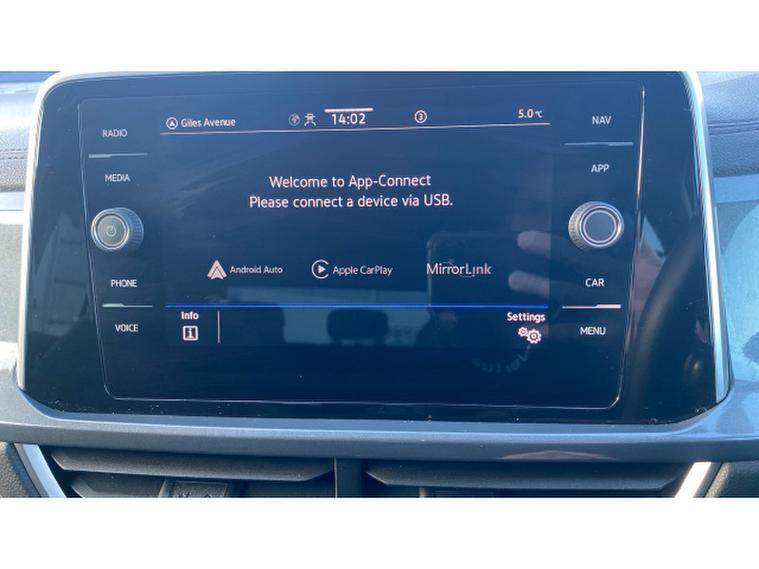 RADIO
MEDIA
PHONE
VOICE
Giles Avenue
14:02
3
5.0°C
Welcome to App-Connect
Please connect a device via USB.
Android Auto
Apple CarPlay
MirrorLink
Info
Settings
NAV
APP
CAR
MENU